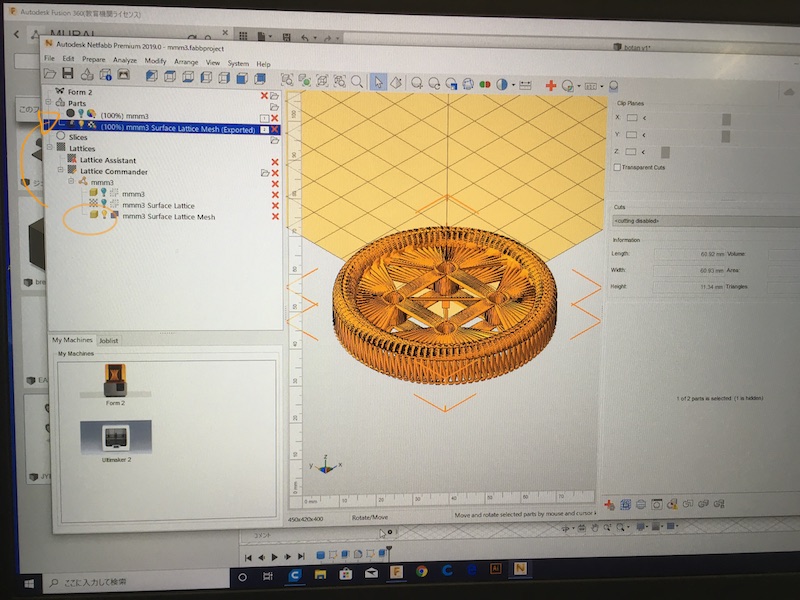 Autodesk Fusion 360(教育機関ライセンス)
MURAL
botan v1*
Autodesk Netfabb Premium 2019.0 - mmm3.fabbproject
File Edit Prepare Analyze Modify Arrange View System Help
Form 2
Parts
(100%) mmm3
(100%) mmm3 Surface Lattice Mesh (Exported)
Slices
Lattices
Lattice Assistant
Lattice Commander
mmm3
mmm3
mmm3 Surface Lattice
mmm3 Surface Lattice Mesh
My Machines Joblist
My Machines
Form 2
Ultimaker 2
Clip Planes
X:
Y:
Z:
Transparent Cuts
Cuts
<cutting disabled>
Information
Length: 60.92 mm Volume:
Width: 60.93 mm Area
Height: 11.34 mm Triangles
1 of 2 parts is selected (1 is hidden)
0 mm 10 20 30 40 50 60 70
450x420x400 Rotate/Move Move and rotate selected parts by mouse and cursor
コメント
ここに入力して検索